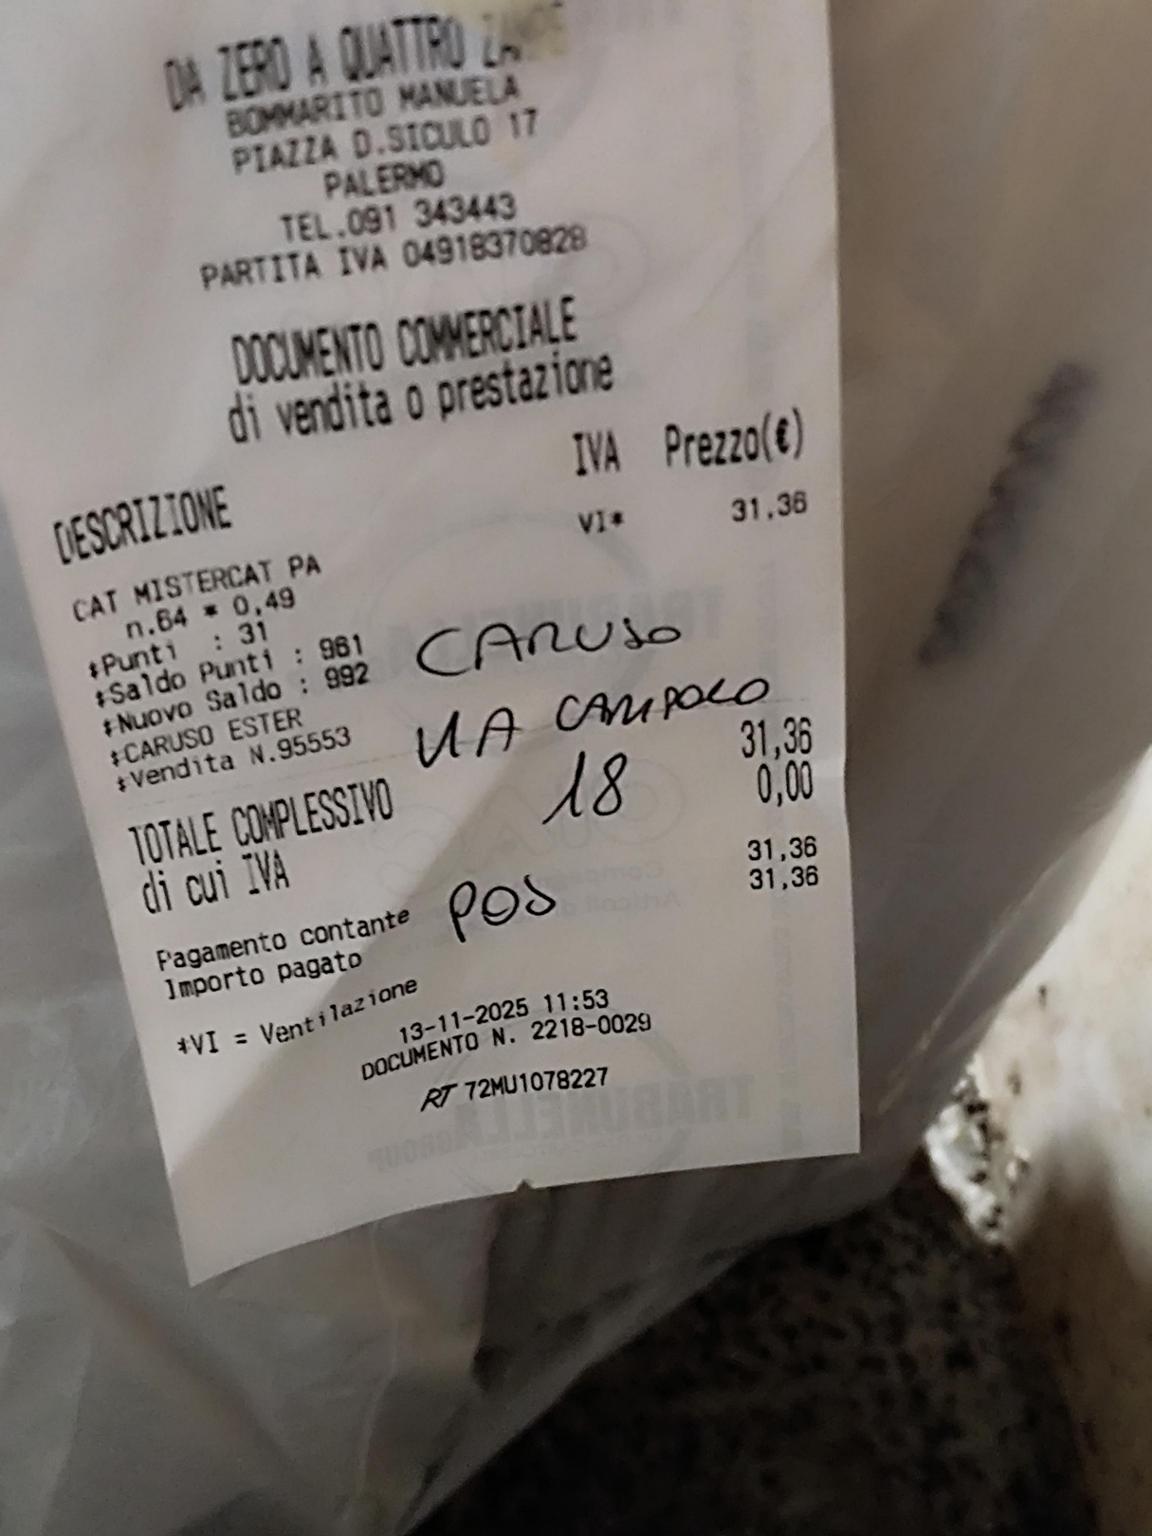 DA ZERO A QUATTRO ZAMPE
BOMMARITO MANUELA
PIAZZA D.SICULO 17
PALERMO
TEL.091 343443
PARTITA IVA 04918370828
DOCUMENTO COMMERCIALE
di vendita o prestazione
DESCRIZIONE IVA Prezzo(€)
CAT MISTERCAT PA VI* 31,36
n.64 * 0,49
*Punti : 31
*Saldo Punti : 961
*Nuovo Saldo : 992
*CARUSO ESTER
*Vendita N.95553
CARUSO
VIA CAMPOLO
18
TOTALE COMPLESSIVO 31,36
di cui IVA 0,00
Pagamento contante 31,36
Importo pagato 31,36
POS
*VI = Ventilazione
13-11-2025 11:53
DOCUMENTO N. 2218-0029
RT 72MU1078227
TRABUNELLA
GROUP